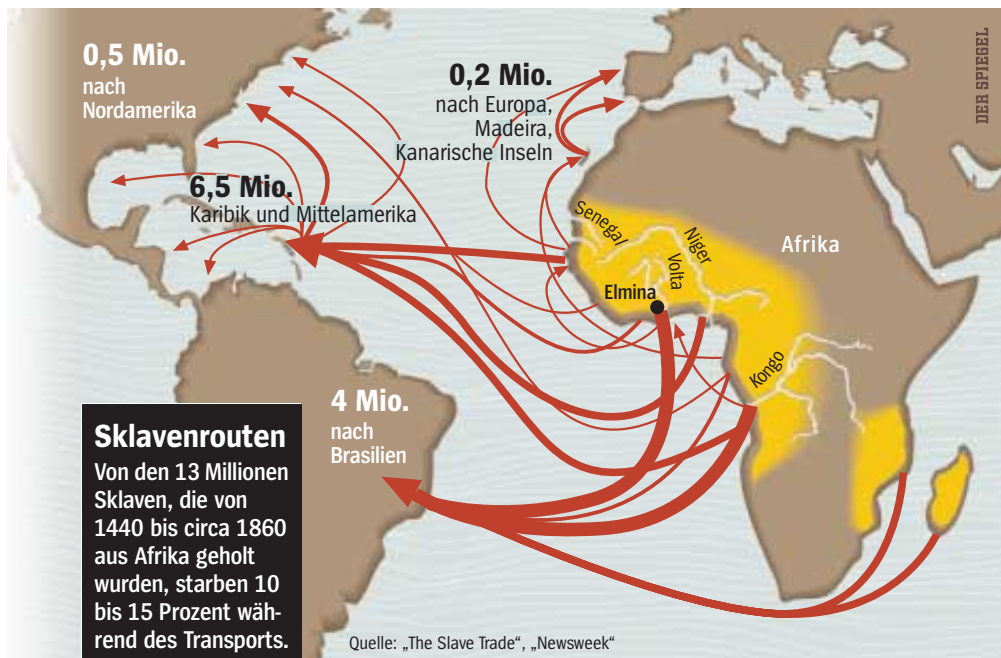 0,5 Mio.
nach
Nordamerika
0,2 Mio.
nach Europa,
Madeira,
Kanarische Inseln
DER SPIEGEL
6,5 Mio.
Karibik und Mittelamerika
Senegal
Niger
Volta
Afrika
Elmina
Kongo
4 Mio.
nach
Brasilien
Sklavenrouten
Von den 13 Millionen
Sklaven, die von
1440 bis circa 1860
aus Afrika geholt
wurden, starben 10
bis 15 Prozent wäh-
rend des Transports.
Quelle: „The Slave Trade“, „Newsweek“